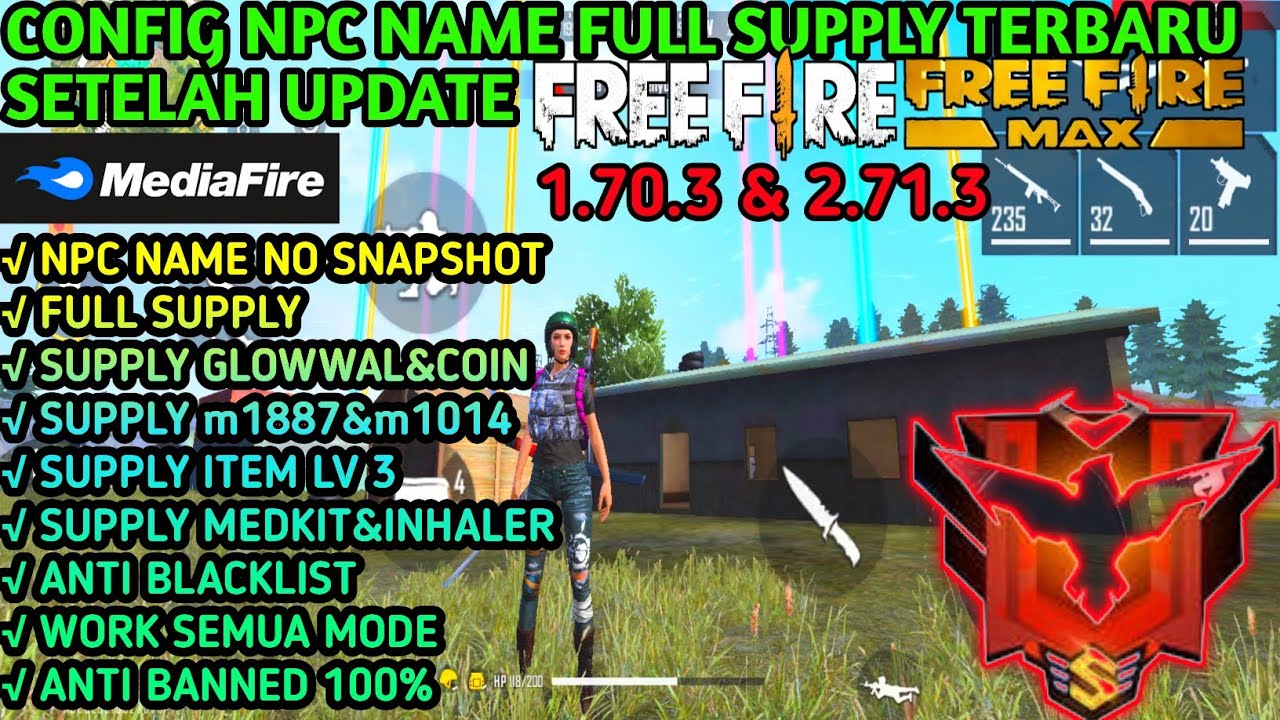 CONFIG NPC NAME FULL SUPPLY TERBARU
SETELAH UPDATE
FREE FIRE
FREE FIRE
MAX
MediaFire
1.70.3 & 2.71.3
235
32
20
√ NPC NAME NO SNAPSHOT
√ FULL SUPPLY
√ SUPPLY GLOWWAL&COIN
√ SUPPLY m1887&m1014
4
√ SUPPLY ITEM LV 3
√ SUPPLY MEDKIT&INHALER
√ ANTI BLACKLIST
√ WORK SEMUA MODE
√ ANTI BANNED 100%
HP 118/200
S